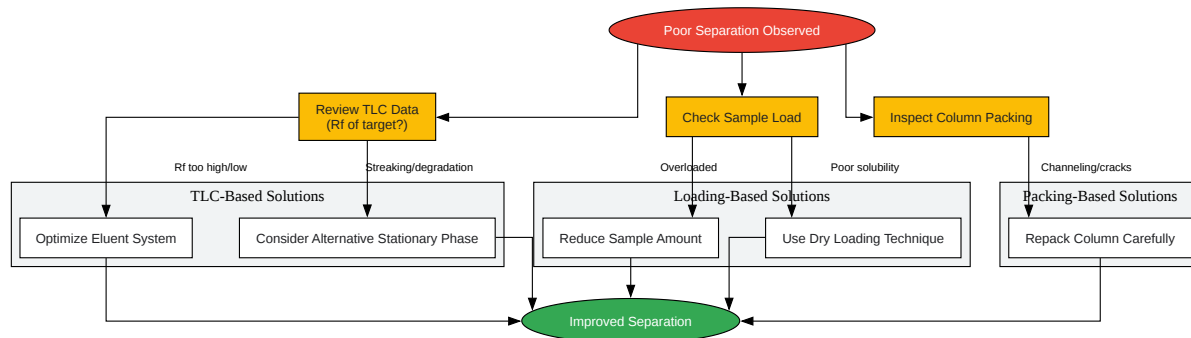 Poor Separation Observed
Review TLC Data
(Rf of target?)
Check Sample Load
Inspect Column Packing
Rf too high/low
Streaking/degradation
Overloaded
Poor solubility
Channeling/cracks
TLC-Based Solutions
Loading-Based Solutions
Packing-Based Solutions
Optimize Eluent System
Consider Alternative Stationary Phase
Reduce Sample Amount
Use Dry Loading Technique
Repack Column Carefully
Improved Separation